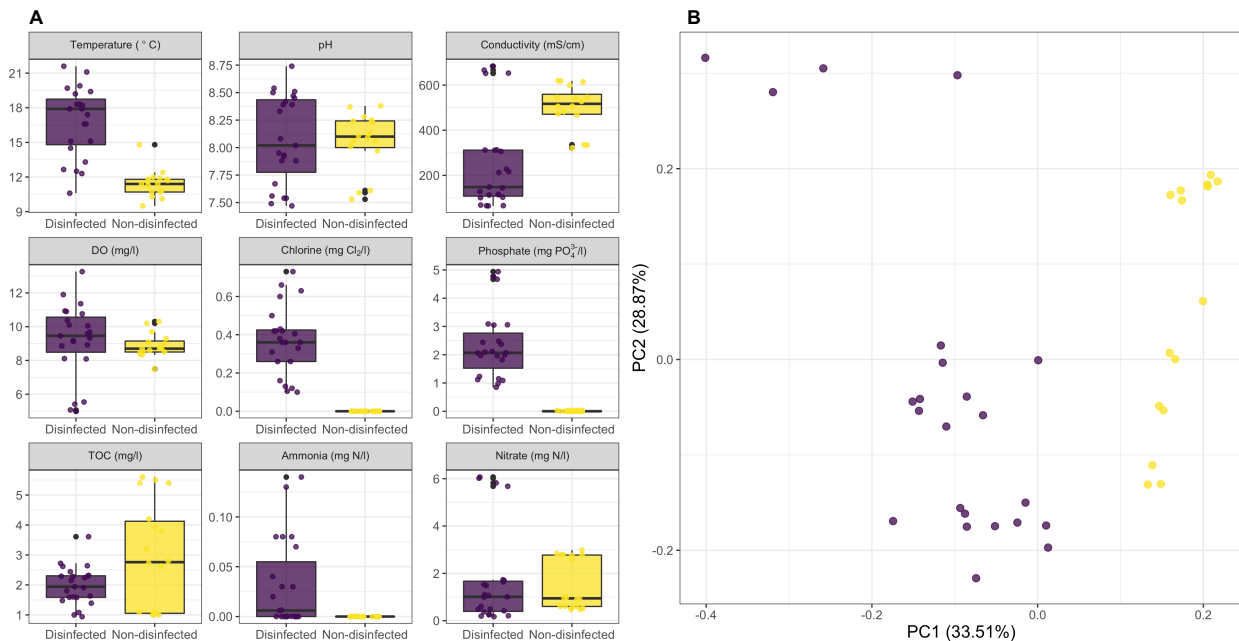 A
B
Temperature ( ° C)
pH
Conductivity (mS/cm)
21
18
15
12
9
8.75
8.50
8.25
8.00
7.75
7.50
600
400
200
Disinfected Non-disinfected
Disinfected Non-disinfected
Disinfected Non-disinfected
DO (mg/l)
Chlorine (mg Cl₂/l)
Phosphate (mg PO₄³⁻/l)
12
10
8
6
0.6
0.4
0.2
0.0
5
4
3
2
1
0
Disinfected Non-disinfected
Disinfected Non-disinfected
Disinfected Non-disinfected
TOC (mg/l)
Ammonia (mg N/l)
Nitrate (mg N/l)
5
4
3
2
1
0.10
0.05
0.00
6
4
2
0
Disinfected Non-disinfected
Disinfected Non-disinfected
Disinfected Non-disinfected
PC2 (28.87%)
0.2
0.0
-0.2
-0.4 -0.2 0.0 0.2
PC1 (33.51%)